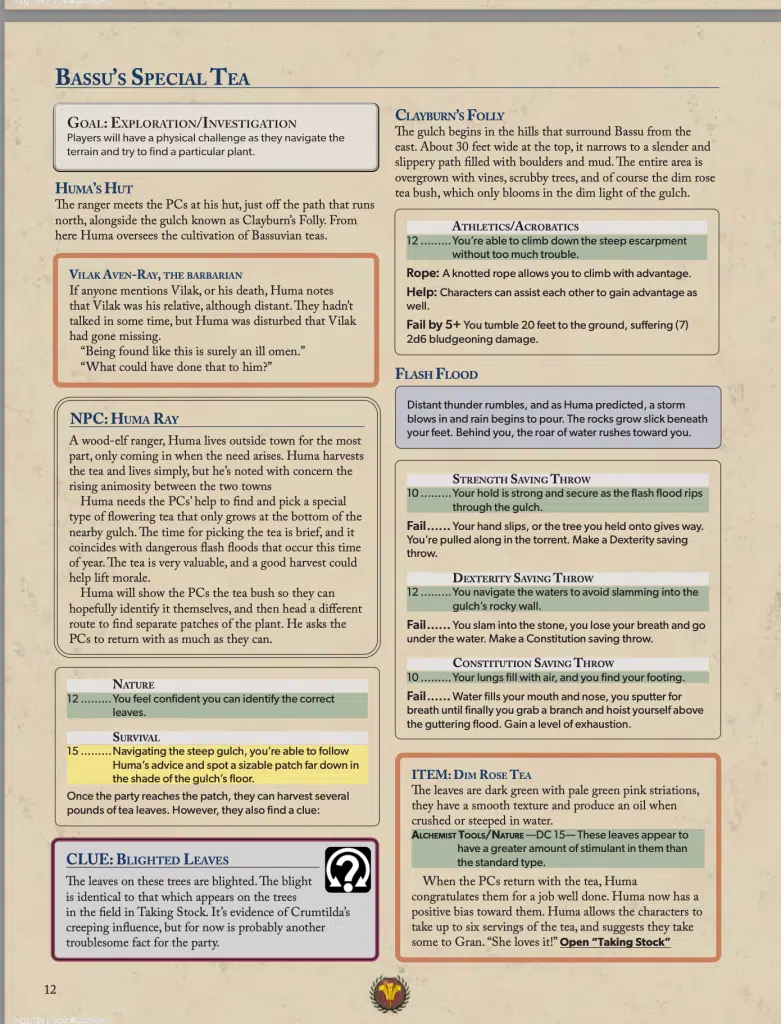 BASSU'S SPECIAL TEA
GOAL: EXPLORATION/INVESTIGATION
Players will have a physical challenge as they navigate the
terrain and try to find a particular plant.
HUMA'S HUT
The ranger meets the PCs at his hut, just off the path that runs
north, alongside the gulch known as Clayburn's Folly. From
here Huma oversees the cultivation of Bassuvian teas.
VILAK AVEN-RAY, THE BARBARIAN
If anyone mentions Vilak, or his death, Huma notes
that Vilak was his relative, although distant. They hadn't
talked in some time, but Huma was disturbed that Vilak
had gone missing.
"Being found like this is surely an ill omen."
"What could have done that to him?"
NPC: HUMA RAY
A wood-elf ranger, Huma lives outside town for the most
part, only coming in when the need arises. Huma harvests
the tea and lives simply, but he's noted with concern the
rising animosity between the two towns
Huma needs the PCs' help to find and pick a special
type of flowering tea that only grows at the bottom of the
nearby gulch. The time for picking the tea is brief, and it
coincides with dangerous flash floods that occur this time
of year. The tea is very valuable, and a good harvest could
help lift morale.
Huma will show the PCs the tea bush so they can
hopefully identify it themselves, and then head a different
route to find separate patches of the plant. He asks the
PCs to return with as much as they can.
NATURE
12 ......... You feel confident you can identify the correct
leaves.
SURVIVAL
15 ......... Navigating the steep gulch, you're able to follow
Huma's advice and spot a sizable patch far down in
the shade of the gulch's floor.
Once the party reaches the patch, they can harvest several
pounds of tea leaves. However, they also find a clue:
CLUE: BLIGHTED LEAVES
The leaves on these trees are blighted. The blight
is identical to that which appears on the trees
in the field in Taking Stock. It's evidence of Crumtilda's
creeping influence, but for now is probably another
troublesome fact for the party.
CLAYBURN'S FOLLY
The gulch begins in the hills that surround Bassu from the
east. About 30 feet wide at the top, it narrows to a slender and
slippery path filled with boulders and mud. The entire area is
overgrown with vines, scrubby trees, and of course the dim rose
tea bush, which only blooms in the dim light of the gulch.
ATHLETICS/ACROBATICS
12 ......... You're able to climb down the steep escarpment
without too much trouble.
Rope: A knotted rope allows you to climb with advantage.
Help: Characters can assist each other to gain advantage as
well.
Fail by 5+ You tumble 20 feet to the ground, suffering (7)
2d6 bludgeoning damage.
FLASH FLOOD
Distant thunder rumbles, and as Huma predicted, a storm
blows in and rain begins to pour. The rocks grow slick beneath
your feet. Behind you, the roar of water rushes toward you.
STRENGTH SAVING THROW
10 ......... Your hold is strong and secure as the flash flood rips
through the gulch.
Fail...... Your hand slips, or the tree you held onto gives way.
You're pulled along in the torrent. Make a Dexterity saving
throw.
DEXTERITY SAVING THROW
12 ......... You navigate the waters to avoid slamming into the
gulch's rocky wall.
Fail...... You slam into the stone, you lose your breath and go
under the water. Make a Constitution saving throw.
CONSTITUTION SAVING THROW
10 ......... Your lungs fill with air, and you find your footing.
Fail...... Water fills your mouth and nose, you sputter for
breath until finally you grab a branch and hoist yourself above
the guttering flood. Gain a level of exhaustion.
ITEM: DIM ROSE TEA
The leaves are dark green with pale green pink striations,
they have a smooth texture and produce an oil when
crushed or steeped in water.
ALCHEMIST TOOLS/NATURE —DC 15— These leaves appear to
have a greater amount of stimulant in them than
the standard type.
When the PCs return with the tea, Huma
congratulates them for a job well done. Huma now has a
positive bias toward them. Huma allows the characters to
take up to six servings of the tea, and suggests they take
some to Gran. "She loves it!" Open "Taking Stock"
12